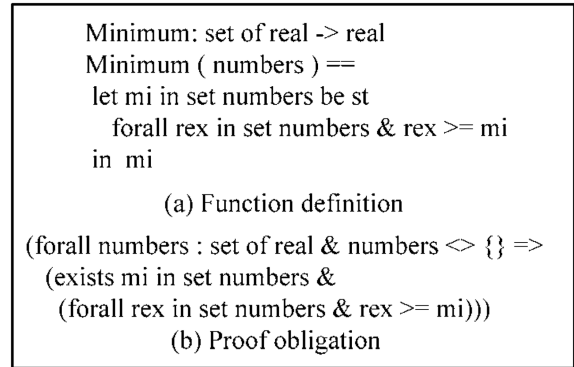 Minimum: set of real -> real
Minimum ( numbers ) ==
let mi in set numbers be st
forall rex in set numbers & rex >= mi
in mi
(a) Function definition
(forall numbers : set of real & numbers <> {} =>
(exists mi in set numbers &
(forall rex in set numbers & rex >= mi)))
(b) Proof obligation